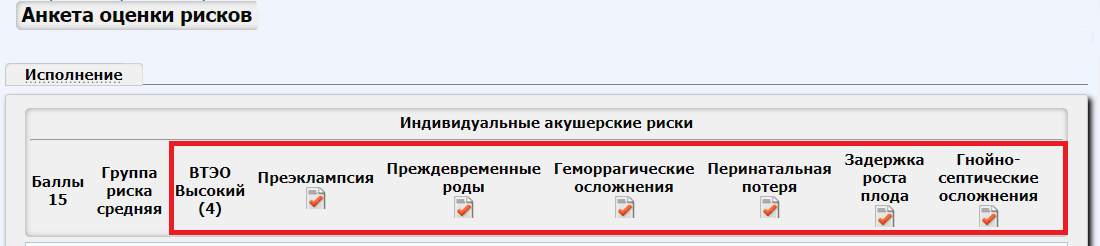 Анкета оценки рисков
Исполнение
Индивидуальные акушерские риски
Баллы
15
Группа
риска
средняя
ВТЭО
Высокий
(4)
Преэклампсия
Преждевременные
роды
Геморрагические
осложнения
Перинатальная
потеря
Задержка
роста
плода
Гнойно-
септические
осложнения